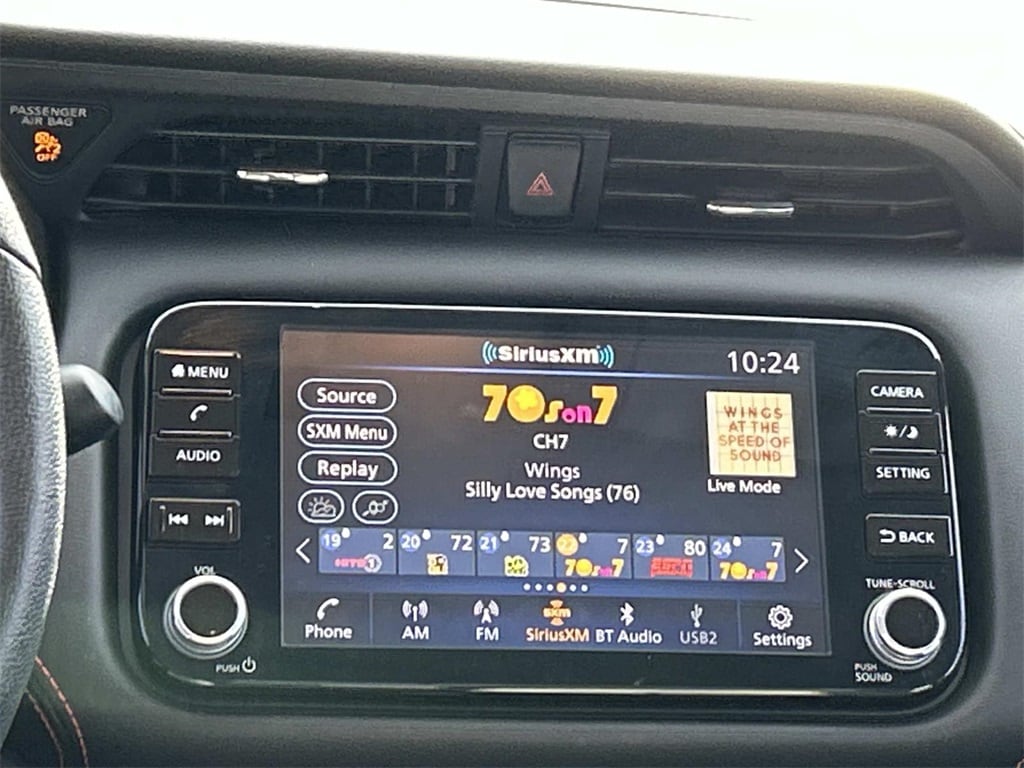 PASSENGER
AIR BAG
OFF
MENU
AUDIO
VOL
PUSH
SiriusXM
10:24
Source
SXM Menu
Replay
70s on 7
CH7
Wings
Silly Love Songs (76)
WINGS
AT THE
SPEED OF
SOUND
Live Mode
19 2
20 72
21 73
22 7
70s on 7
23 80
ESPN
24 7
70s on 7
Phone
AM
FM
SXM
SiriusXM
BT Audio
USB2
Settings
CAMERA
SETTING
BACK
TUNE-SCROLL
PUSH
SOUND